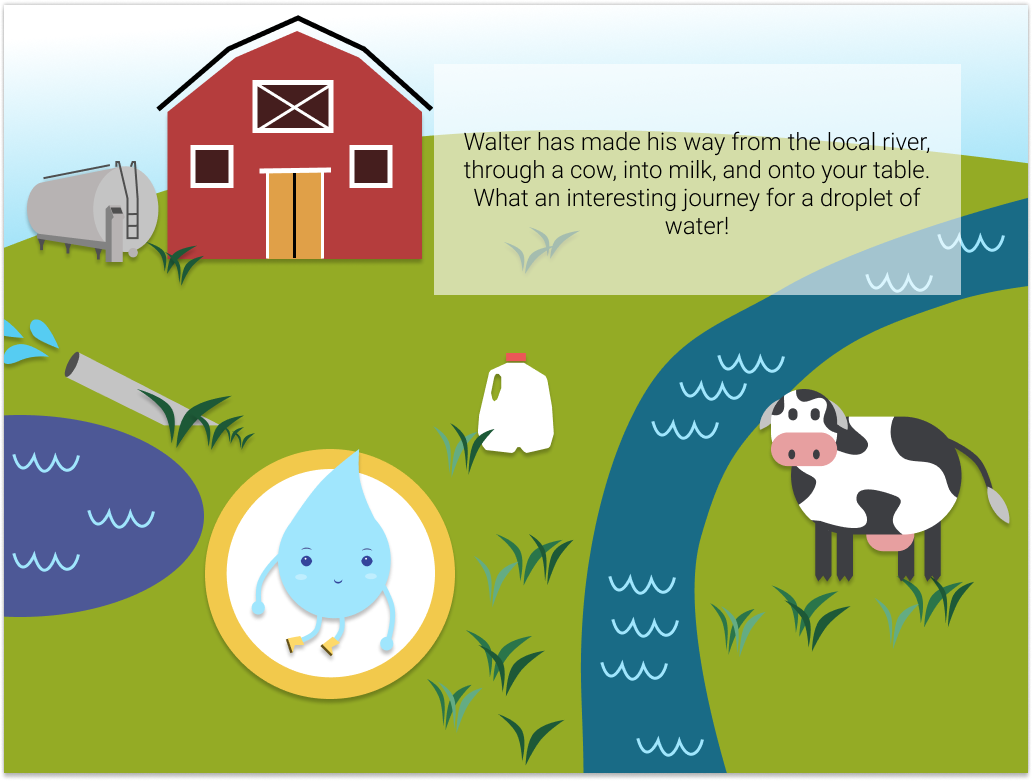 Walter has made his way from the local river,
through a cow, into milk, and onto your table.
What an interesting journey for a droplet of
water!